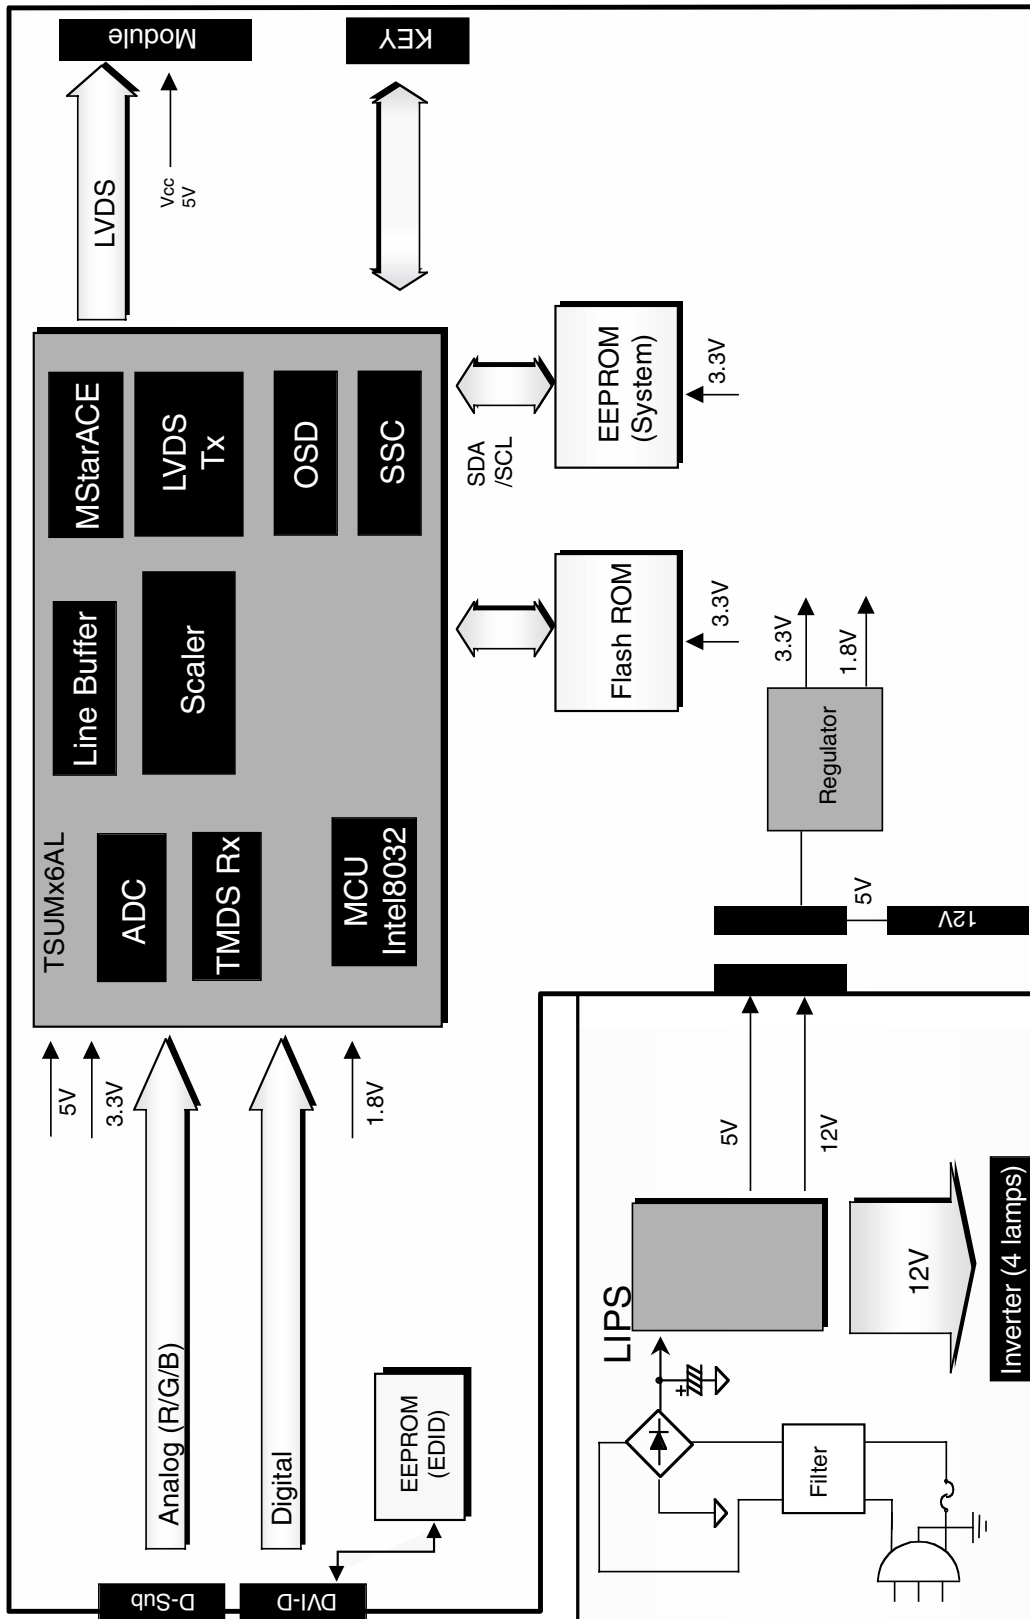 Module
KEY
LVDS
Vcc
5V
TSUMx6AL
MStarACE
LVDS
Tx
OSD
SSC
Line Buffer
Scaler
ADC
TMDS Rx
MCU
Intel8032
SDA
/SCL
EEPROM
(System)
3.3V
Flash ROM
3.3V
3.3V
1.8V
Regulator
5V
12V
5V
3.3V
1.8V
Analog (R/G/B)
Digital
EEPROM
(EDID)
D-Sub
DVI-D
5V
12V
LIPS
12V
Inverter (4 lamps)
+
Filter